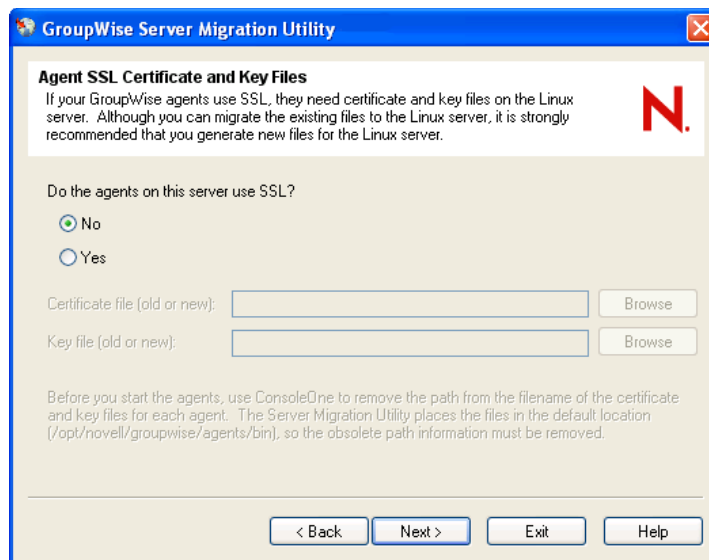 GroupWise Server Migration Utility
Agent SSL Certificate and Key Files
If your GroupWise agents use SSL, they need certificate and key files on the Linux
server. Although you can migrate the existing files to the Linux server, it is strongly
recommended that you generate new files for the Linux server.
N.
Do the agents on this server use SSL?
No
Yes
Certificate file (old or new):
Browse
Key file (old or new):
Browse
Before you start the agents, use ConsoleOne to remove the path from the filename of the certificate
and key files for each agent. The Server Migration Utility places the files in the default location
(/opt/novell/groupwise/agents/bin), so the obsolete path information must be removed.
< Back
Next >
Exit
Help